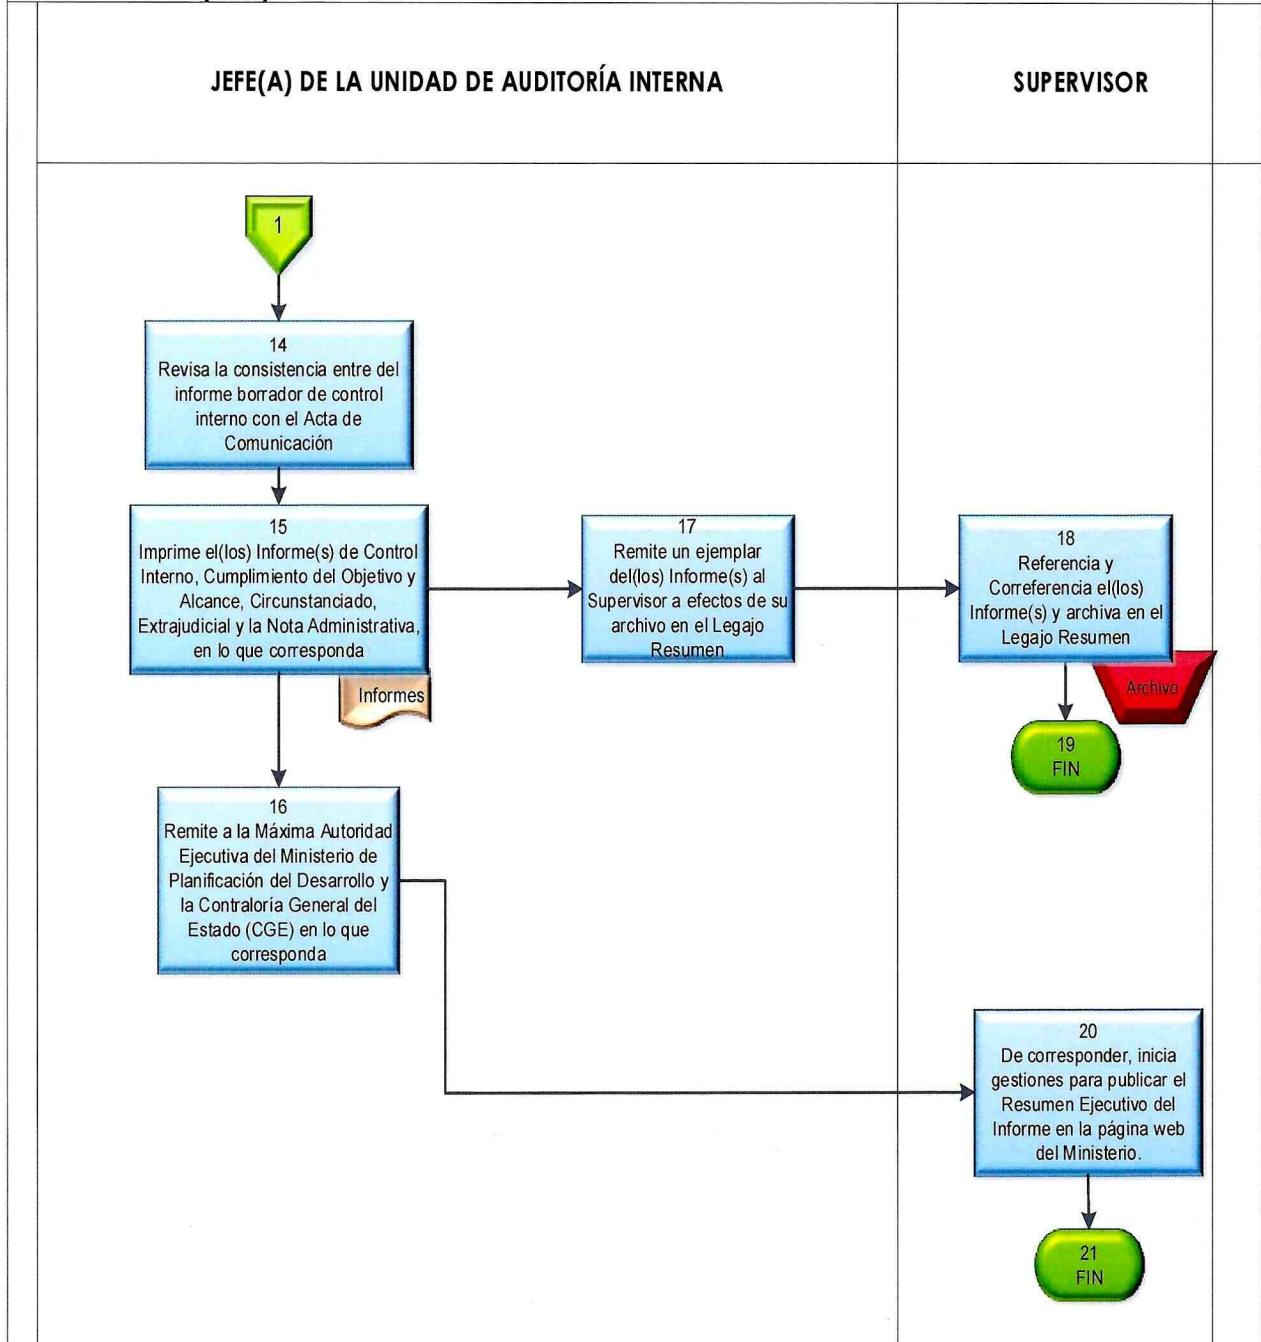 JEFE(A) DE LA UNIDAD DE AUDITORÍA INTERNA
SUPERVISOR
1
14
Revisa la consistencia entre del
informe borrador de control
interno con el Acta de
Comunicación
15
Imprime el(los) Informe(s) de Control
Interno, Cumplimiento del Objetivo y
Alcance, Circunstanciado,
Extrajudicial y la Nota Administrativa,
en lo que corresponda
Informes
17
Remite un ejemplar
del(los) Informe(s) al
Supervisor a efectos de su
archivo en el Legajo
Resumen
18
Referencia y
Correferencia el(los)
Informe(s) y archiva en el
Legajo Resumen
Archivo
19
FIN
16
Remite a la Máxima Autoridad
Ejecutiva del Ministerio de
Planificación del Desarrollo y
la Contraloría General del
Estado (CGE) en lo que
corresponda
20
De corresponder, inicia
gestiones para publicar el
Resumen Ejecutivo del
Informe en la página web
del Ministerio.
21
FIN